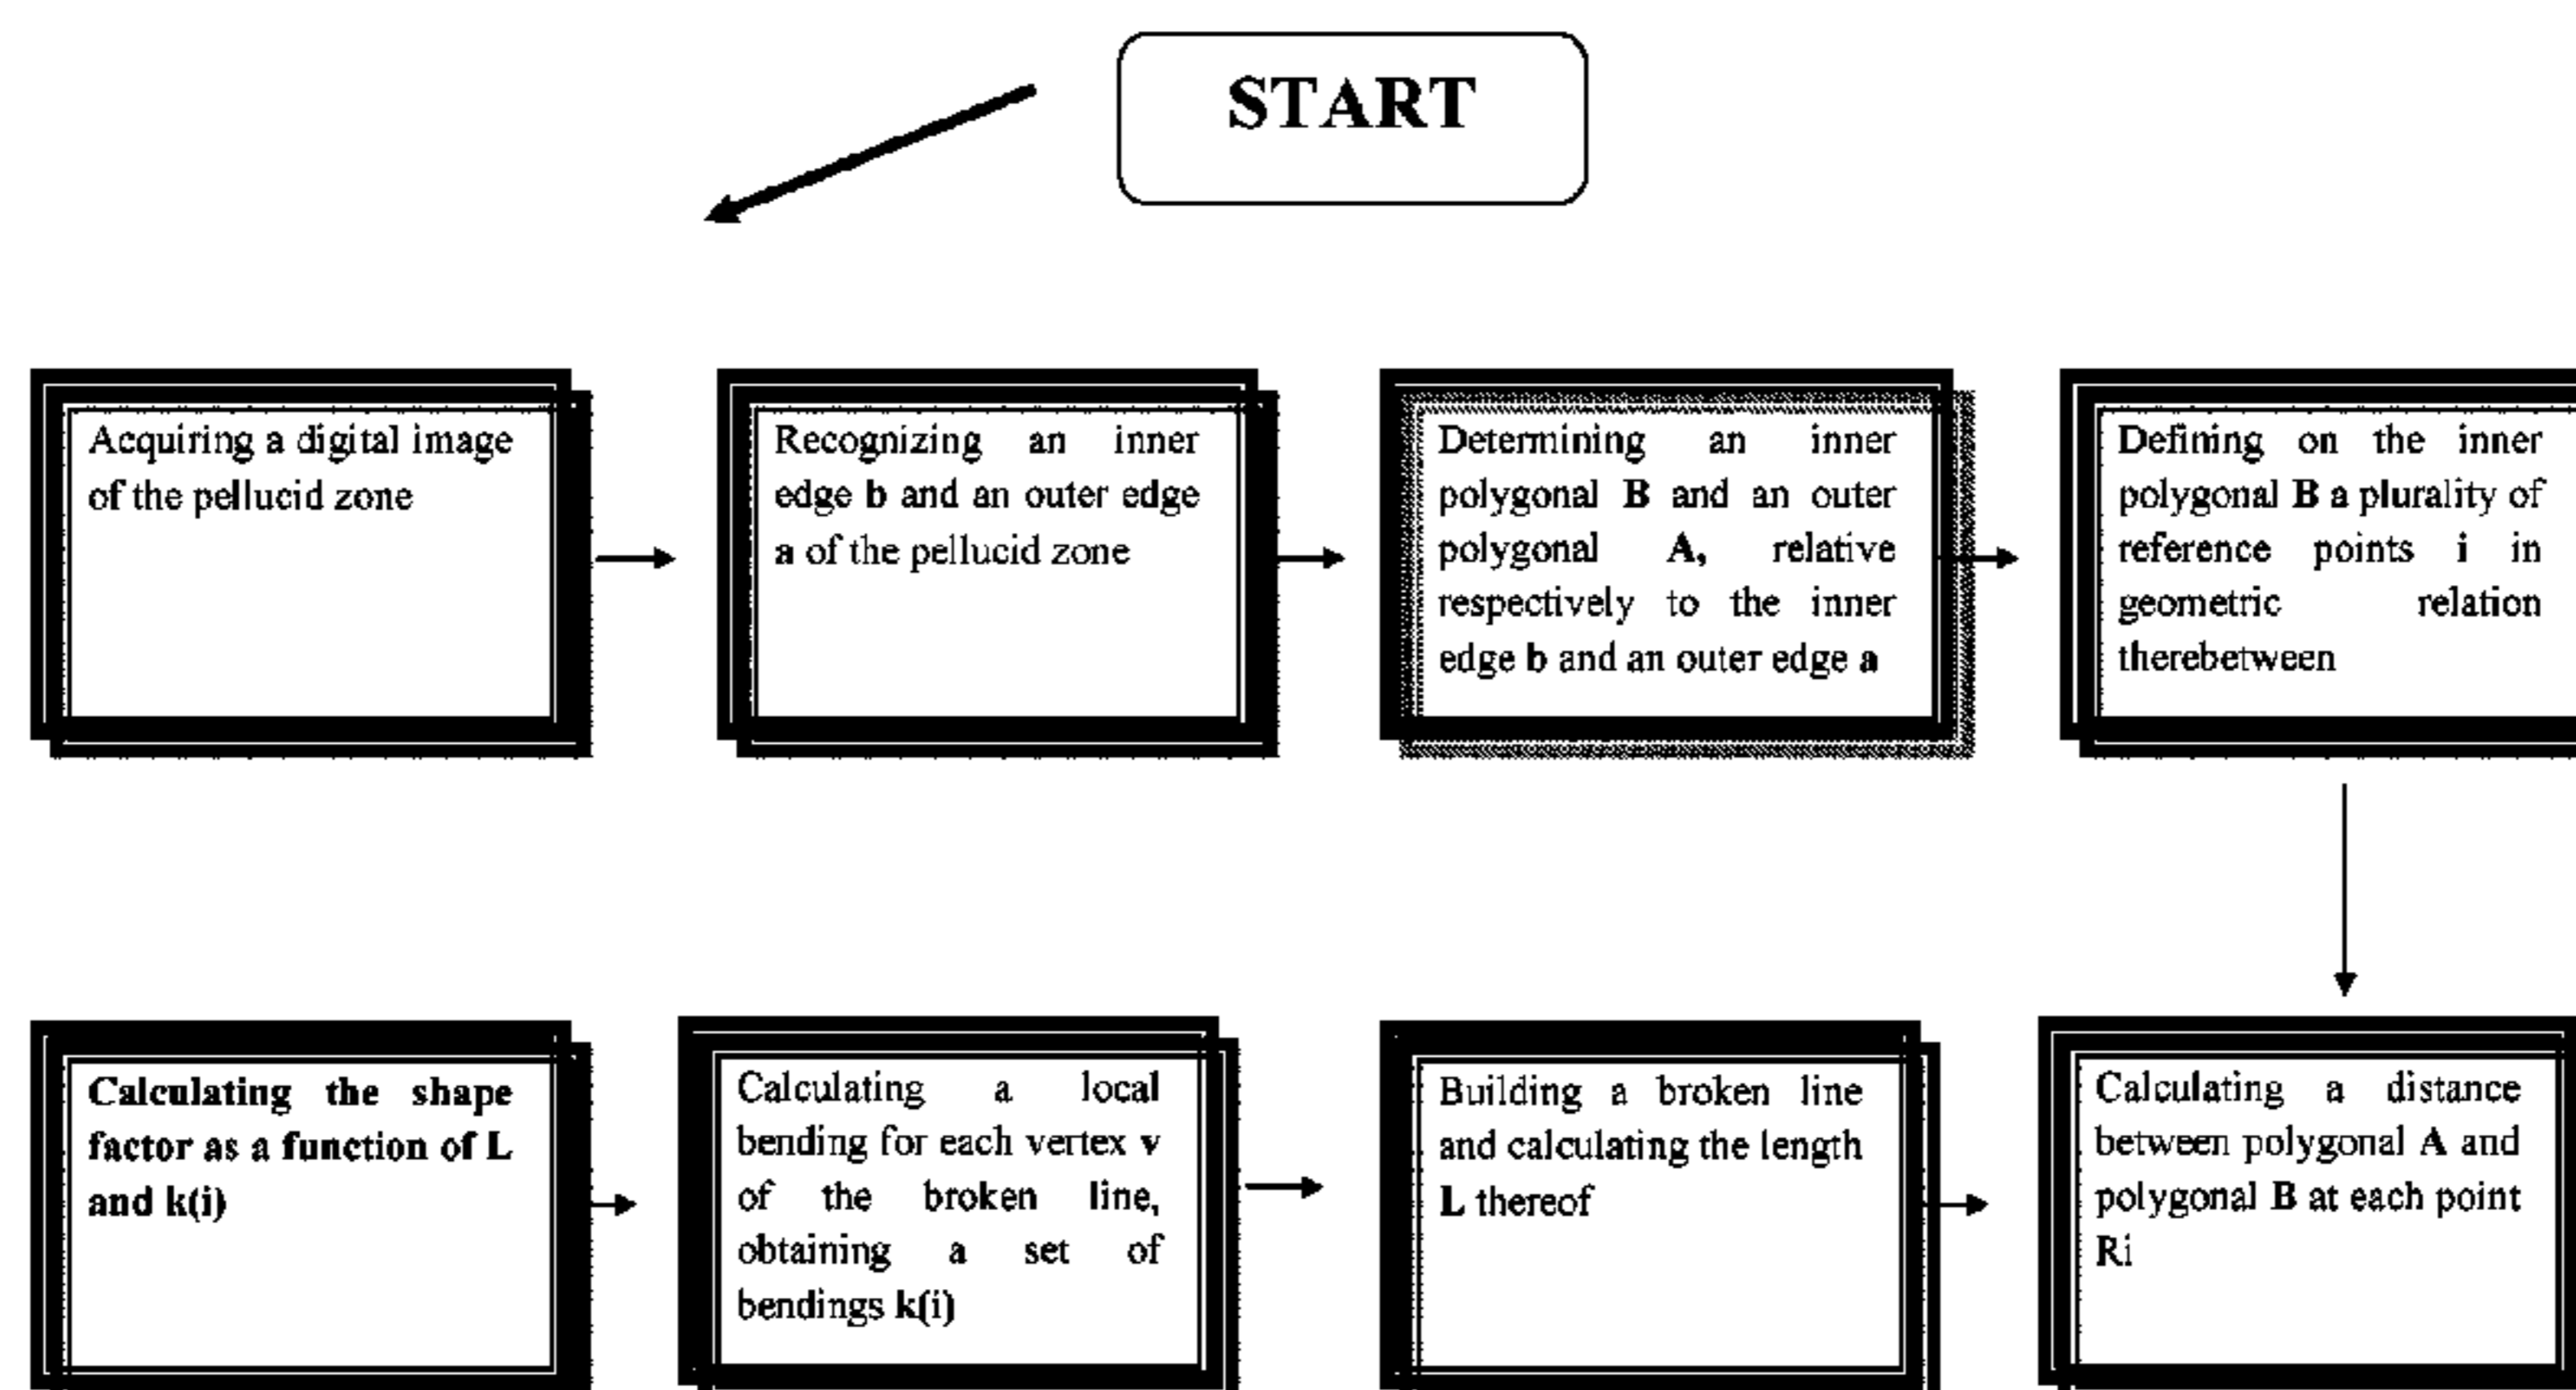 START
Acquiring a digital image
of the pellucid zone
Recognizing an inner
edge b and an outer edge
a of the pellucid zone
Determining an inner
polygonal B and an outer
polygonal A, relative
respectively to the inner
edge b and an outer edge a
Defining on the inner
polygonal B a plurality of
reference points i in
geometric relation
therebetween
Calculating the shape
factor as a function of L
and k(i)
Calculating a local
bending for each vertex v
of the broken line,
obtaining a set of
bendings k(i)
Building a broken line
and calculating the length
L thereof
Calculating a distance
between polygonal A and
polygonal B at each point
Ri